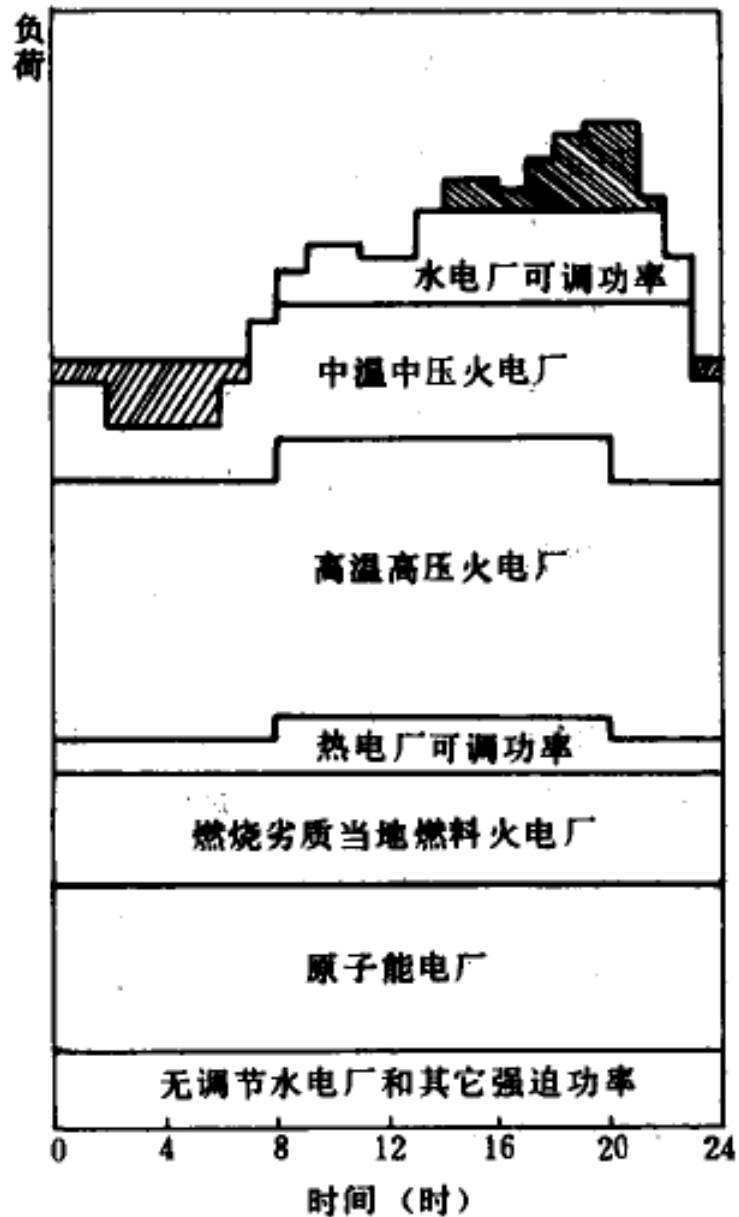 负荷
水电厂可调功率
中温中压火电厂
高温高压火电厂
热电厂可调功率
燃烧劣质当地燃料火电厂
原子能电厂
无调节水电厂和其它强迫功率
0 4 8 12 16 20 24
时间（时）